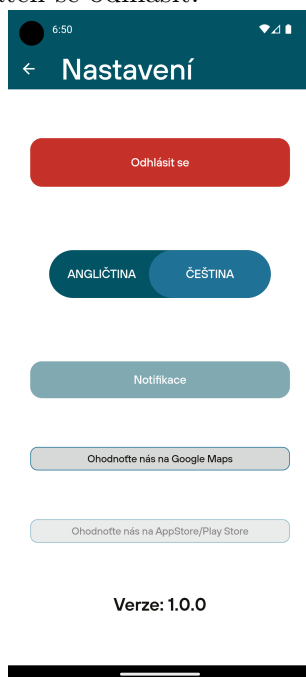 6:50
Nastavení
Odhlásit se
ANGLIČTINA ČEŠTINA
Notifikace
Ohodnoťte nás na Google Maps
Ohodnoťte nás na AppStore/Play Store
Verze: 1.0.0